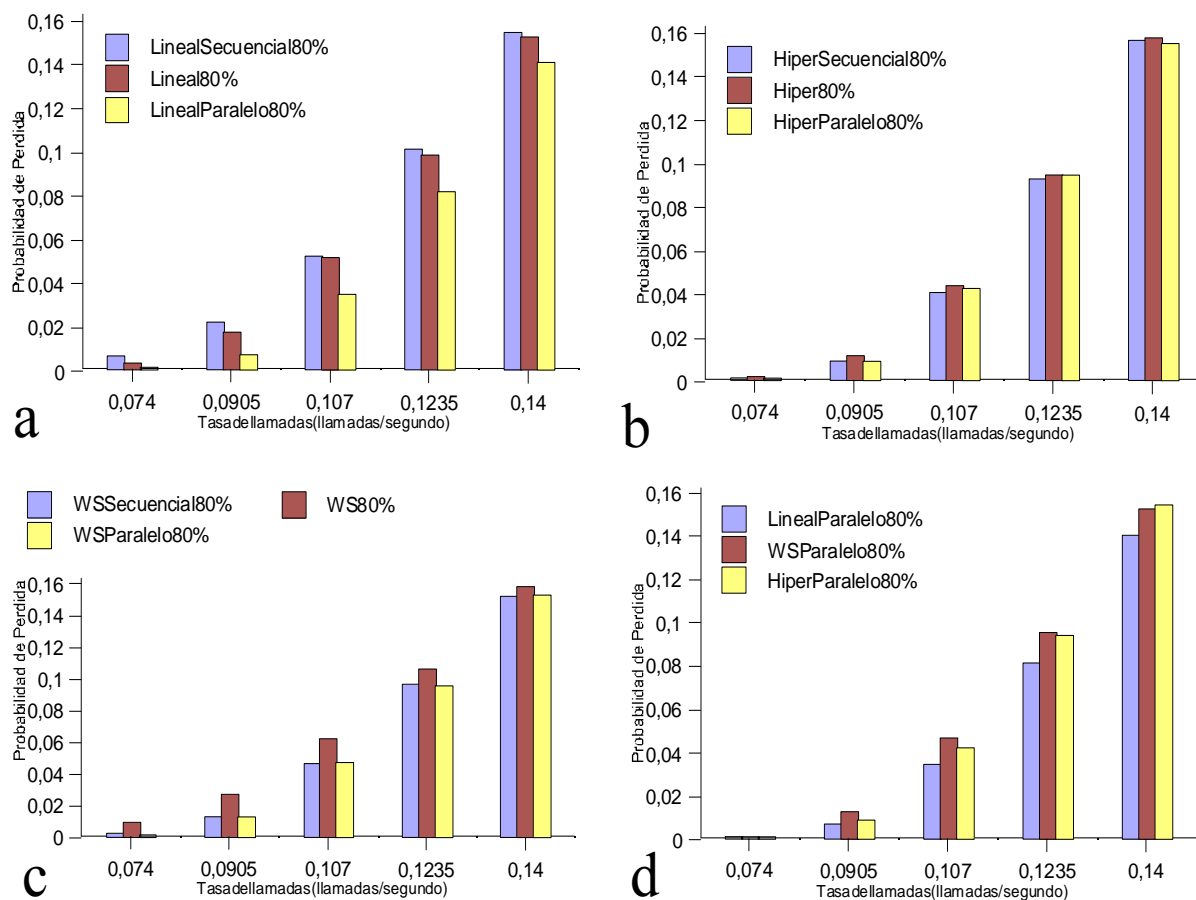 0,16
0,14
0,12
0,1
0,08
0,06
0,04
0,02
0
Probabilidad de Perdida
LinealSecuencial80%
Lineal80%
LinealParalelo80%
0,074 0,0905 0,107 0,1235 0,14
Tasadellamadas(llamadas/segundo)
a
0,16
0,14
0,12
0,1
0,08
0,06
0,04
0,02
0
Probabilidad de Perdida
HiperSecuencial80%
Hiper80%
HiperParalelo80%
0,074 0,0905 0,107 0,1235 0,14
Tasadellamadas(llamadas/segundo)
b
WSSecuencial80% WS80%
WSParalelo80%
0,16
0,14
0,12
0,10
0,08
0,06
0,04
0,02
0
Probabilidad de Perdida
0,074 0,0905 0,107 0,1235 0,14
Tasadellamadas(llamadas/segundo)
c
0,16
0,14
0,12
0,1
0,08
0,06
0,04
0,02
0
Probabilidad de Perdida
LinealParalelo80%
WSParalelo80%
HiperParalelo80%
0,074 0,0905 0,107 0,1235 0,14
Tasadellamadas(llamadas/segundo)
d